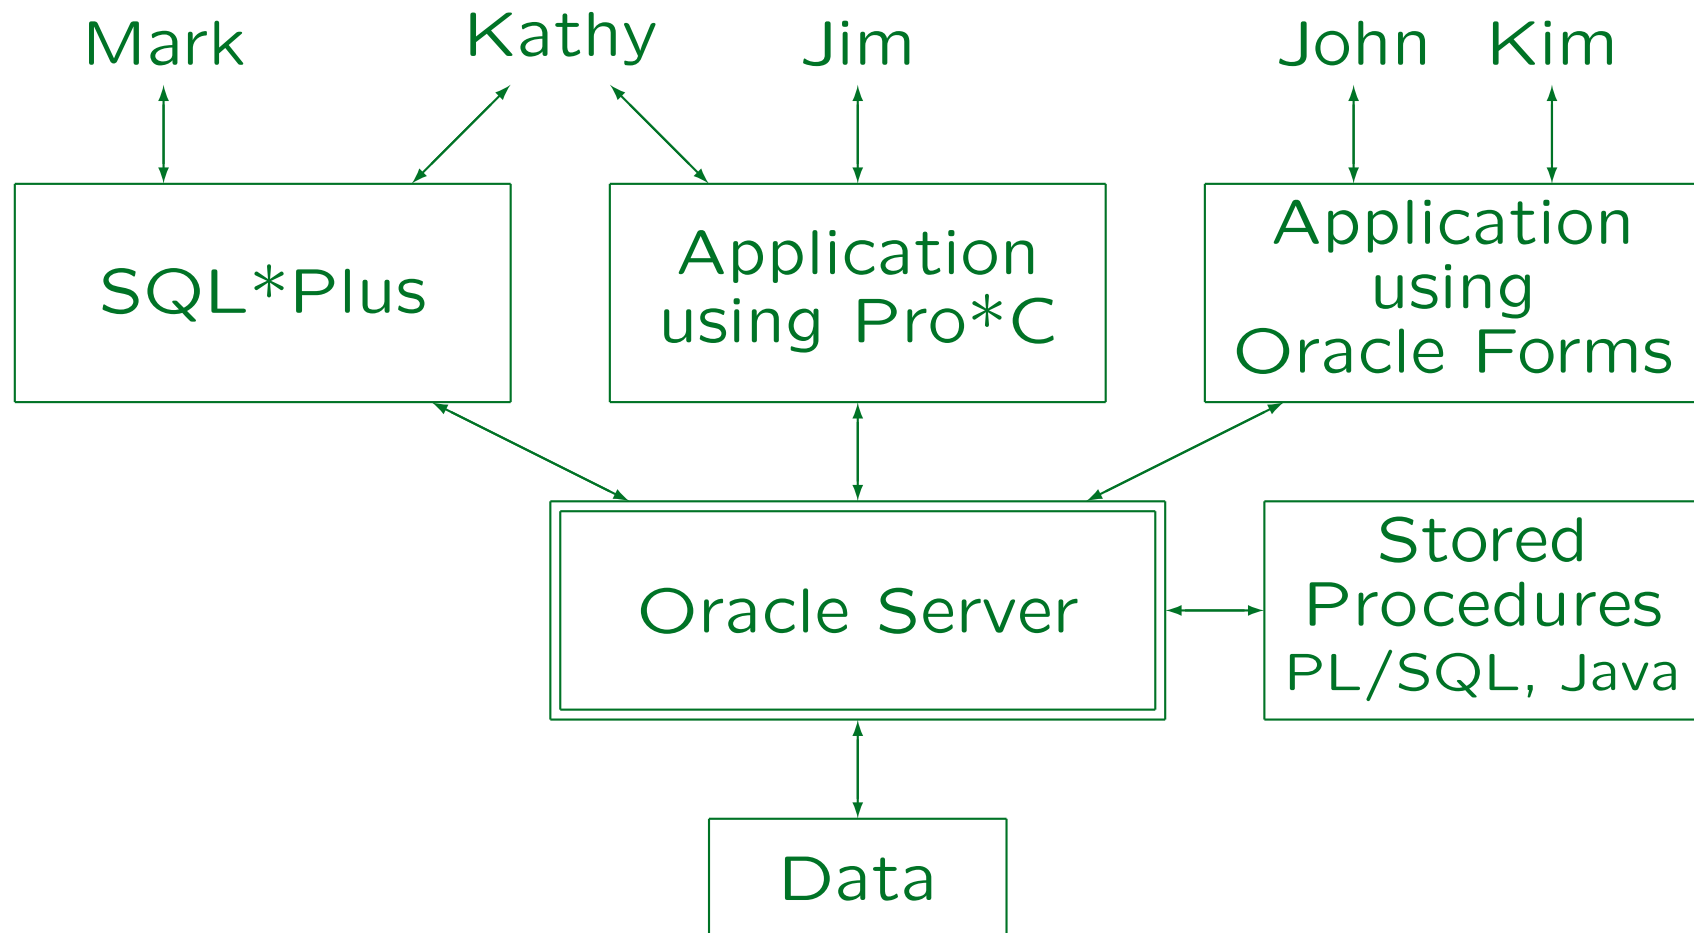 Mark
Kathy
Jim
John
Kim
SQL*Plus
Application
using Pro*C
Application
using
Oracle Forms
Oracle Server
Stored
Procedures
PL/SQL, Java
Data